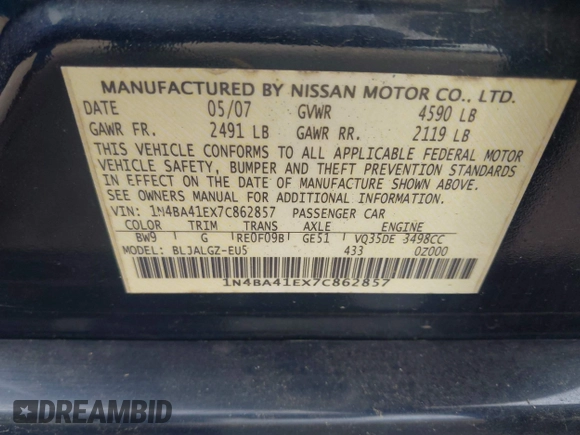 MANUFACTURED BY NISSAN MOTOR CO., LTD.
DATE 05/07 GVWR 4590 LB
GAWR FR. 2491 LB GAWR RR. 2119 LB
THIS VEHICLE CONFORMS TO ALL APPLICABLE FEDERAL MOTOR
VEHICLE SAFETY, BUMPER AND THEFT PREVENTION STANDARDS
IN EFFECT ON THE DATE OF MANUFACTURE SHOWN ABOVE.
SEE OWNERS MANUAL FOR ADDITIONAL INFORMATION.
VIN: 1N4BA41EX7C862857 PASSENGER CAR
COLOR TRIM TRANS AXLE ENGINE
BW9 G RE0F09B GE51 VQ35DE 3498CC
MODEL: BLJALGZ-EU5 433 0Z000
1N4BA41EX7C862857
DREAMBID